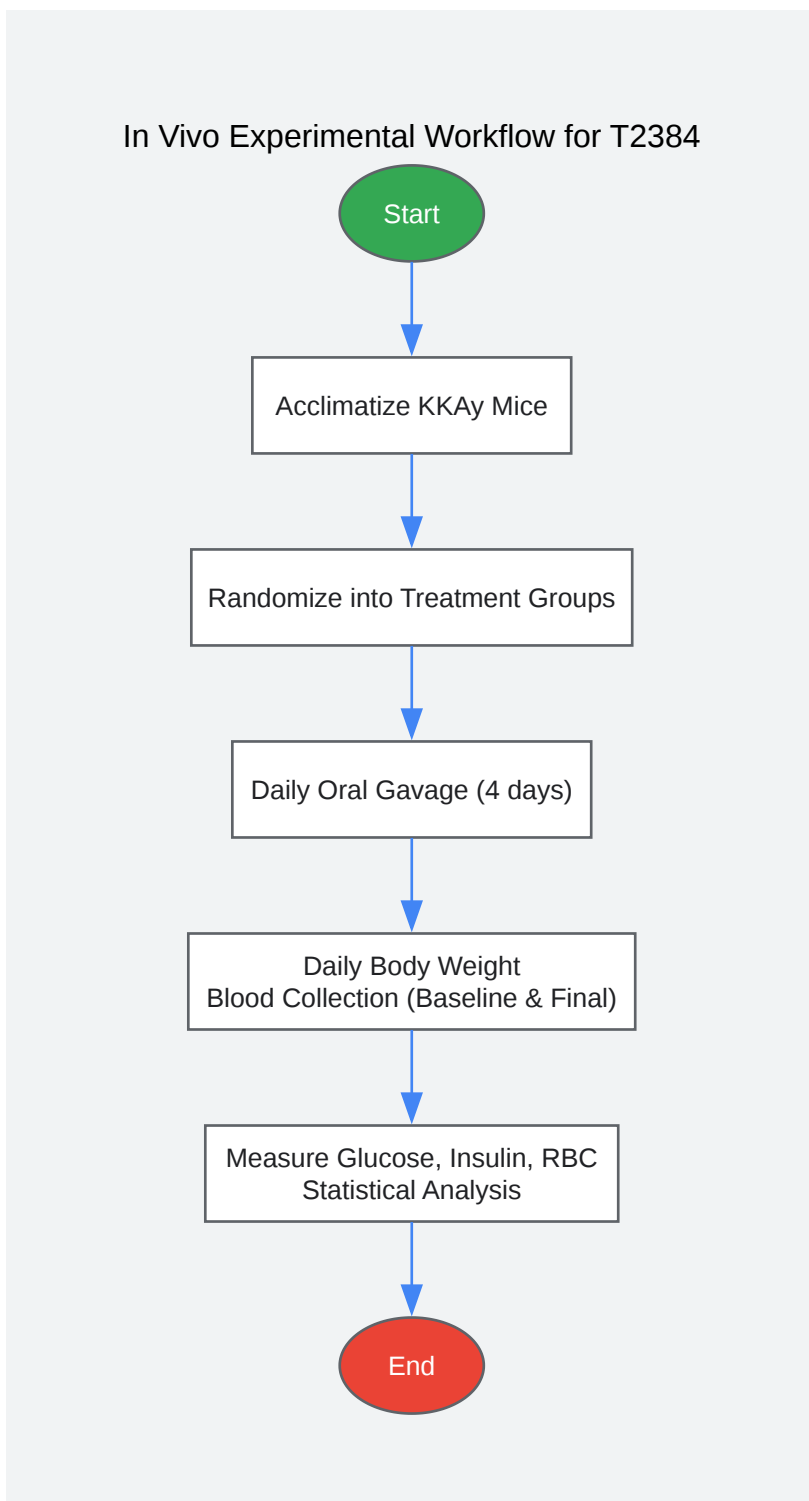 In Vivo Experimental Workflow for T2384
Start
Acclimatize KKAy Mice
Randomize into Treatment Groups
Daily Oral Gavage (4 days)
Daily Body Weight
Blood Collection (Baseline & Final)
Measure Glucose, Insulin, RBC
Statistical Analysis
End